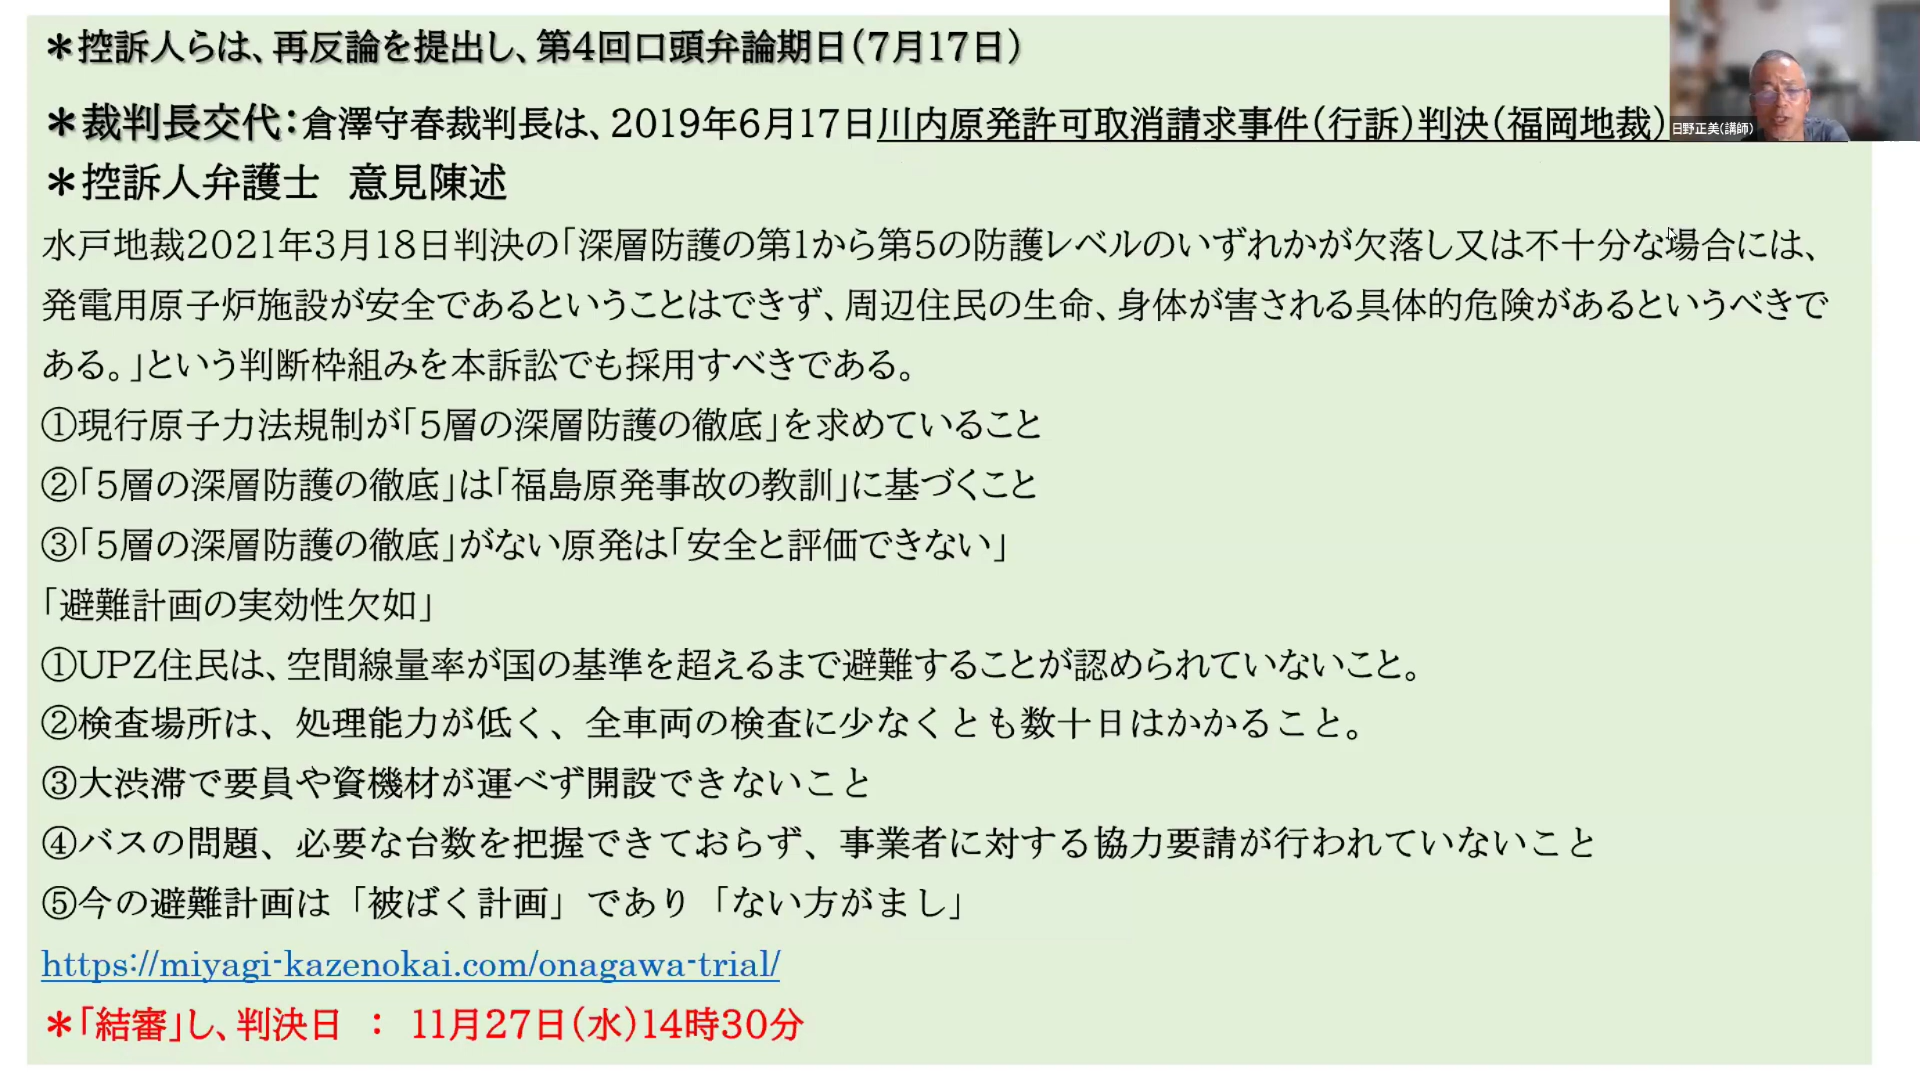 ＊控訴人らは、再反論を提出し、第4回口頭弁論期日（7月17日）
＊裁判長交代：倉澤守春裁判長は、2019年6月17日川内原発許可取消請求事件（行訴）判決（福岡地裁）
日野正美（講師）
＊控訴人弁護士　意見陳述
水戸地裁2021年3月18日判決の「深層防護の第1から第5の防護レベルのいずれかが欠落し又は不十分な場合には、
発電用原子炉施設が安全であるということはできず、周辺住民の生命、身体が害される具体的危険があるというべきで
ある。」という判断枠組みを本訴訟でも採用すべきである。
①現行原子力法規制が「5層の深層防護の徹底」を求めていること
②「5層の深層防護の徹底」は「福島原発事故の教訓」に基づくこと
③「5層の深層防護の徹底」がない原発は「安全と評価できない」
「避難計画の実効性欠如」
①UPZ住民は、空間線量率が国の基準を超えるまで避難することが認められていないこと。
②検査場所は、処理能力が低く、全車両の検査に少なくとも数十日はかかること。
③大渋滞で要員や資機材が運べず開設できないこと
④バスの問題、必要な台数を把握できておらず、事業者に対する協力要請が行われていないこと
⑤今の避難計画は「被ばく計画」であり「ない方がまし」
https://miyagi-kazenokai.com/onagawa-trial/
＊「結審」し、判決日　：　11月27日（水）14時30分